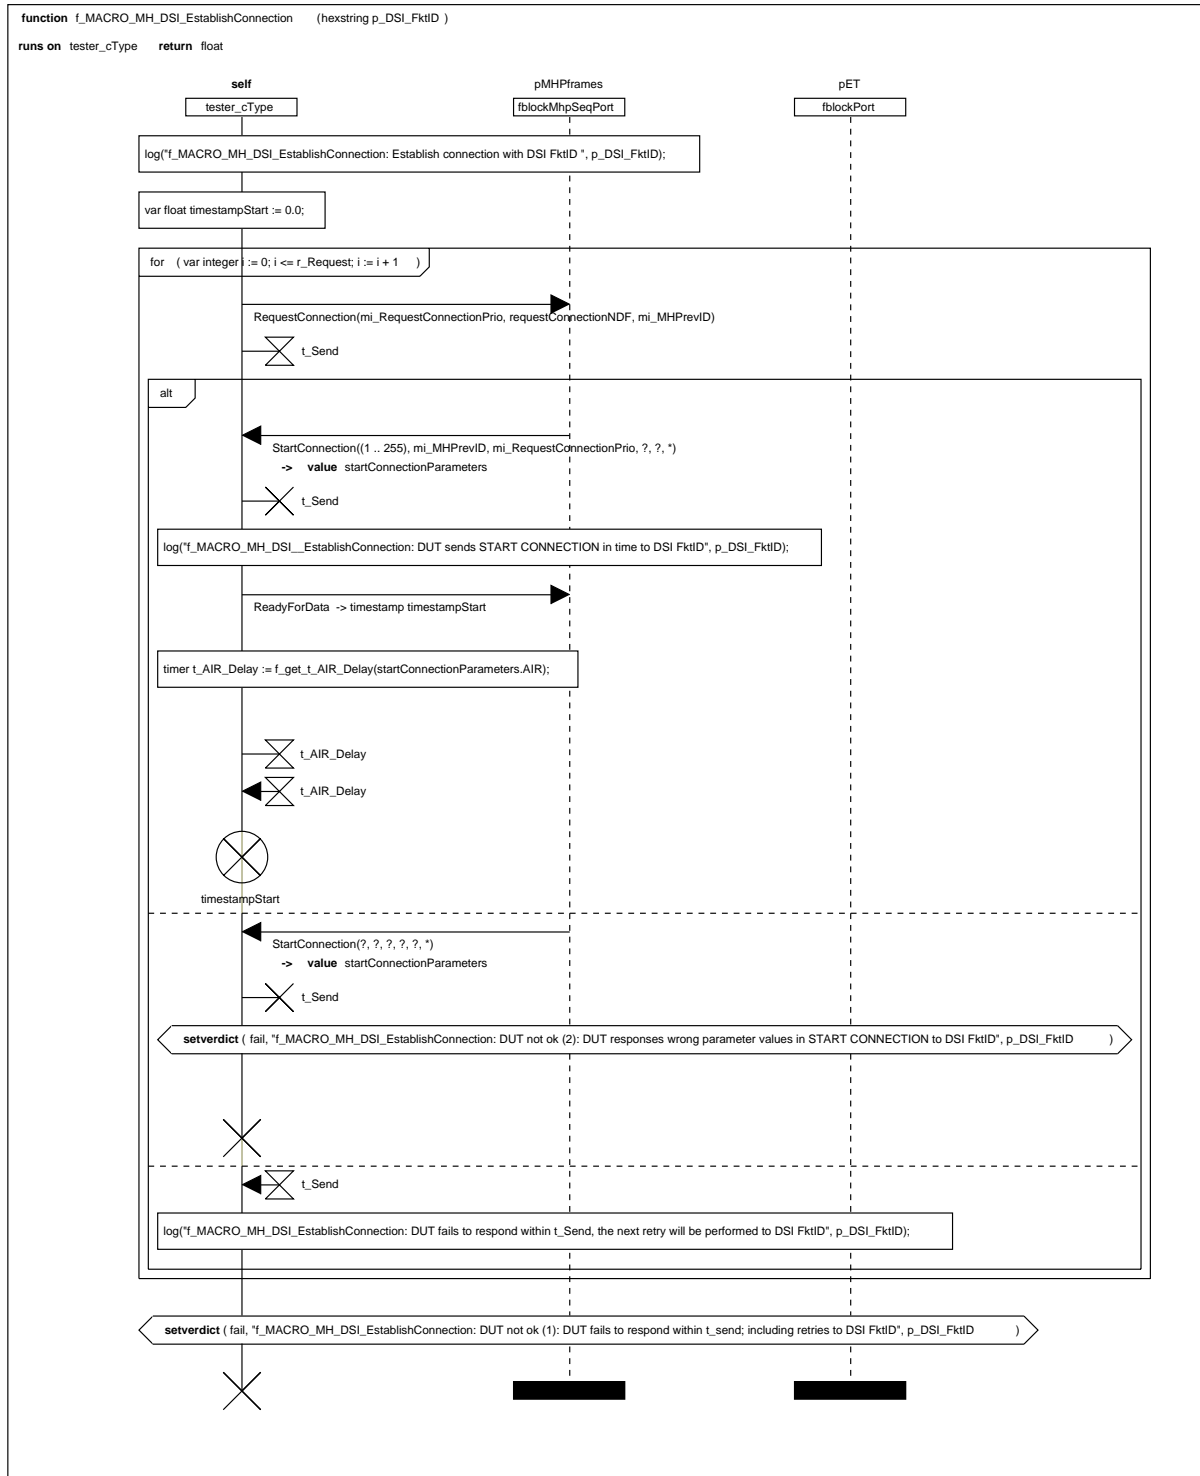 function f_MACRO_MH_DSI_EstablishConnection (hexstring p_DSI_FktID )
runs on tester_cType return float
self pMHPframes pET
tester_cType fblockMhpSeqPort fblockPort
log("f_MACRO_MH_DSI_EstablishConnection: Establish connection with DSI FktID ", p_DSI_FktID);
var float timestampStart := 0.0;
for ( var integer i := 0; i <= r_Request; i := i + 1 )
RequestConnection(mi_RequestConnectionPrio, requestConnectionNDF, mi_MHPrevID)
t_Send
alt
StartConnection((1 .. 255), mi_MHPrevID, mi_RequestConnectionPrio, ?, ?, *)
-> value startConnectionParameters
t_Send
log("f_MACRO_MH_DSI__EstablishConnection: DUT sends START CONNECTION in time to DSI FktID", p_DSI_FktID);
ReadyForData -> timestamp timestampStart
timer t_AIR_Delay := f_get_t_AIR_Delay(startConnectionParameters.AIR);
t_AIR_Delay
t_AIR_Delay
timestampStart
StartConnection(?, ?, ?, ?, ?, *)
-> value startConnectionParameters
t_Send
setverdict ( fail, "f_MACRO_MH_DSI_EstablishConnection: DUT not ok (2): DUT responses wrong parameter values in START CONNECTION to DSI FktID", p_DSI_FktID )
t_Send
log("f_MACRO_MH_DSI_EstablishConnection: DUT fails to respond within t_Send, the next retry will be performed to DSI FktID", p_DSI_FktID);
setverdict ( fail, "f_MACRO_MH_DSI_EstablishConnection: DUT not ok (1): DUT fails to respond within t_send; including retries to DSI FktID", p_DSI_FktID )